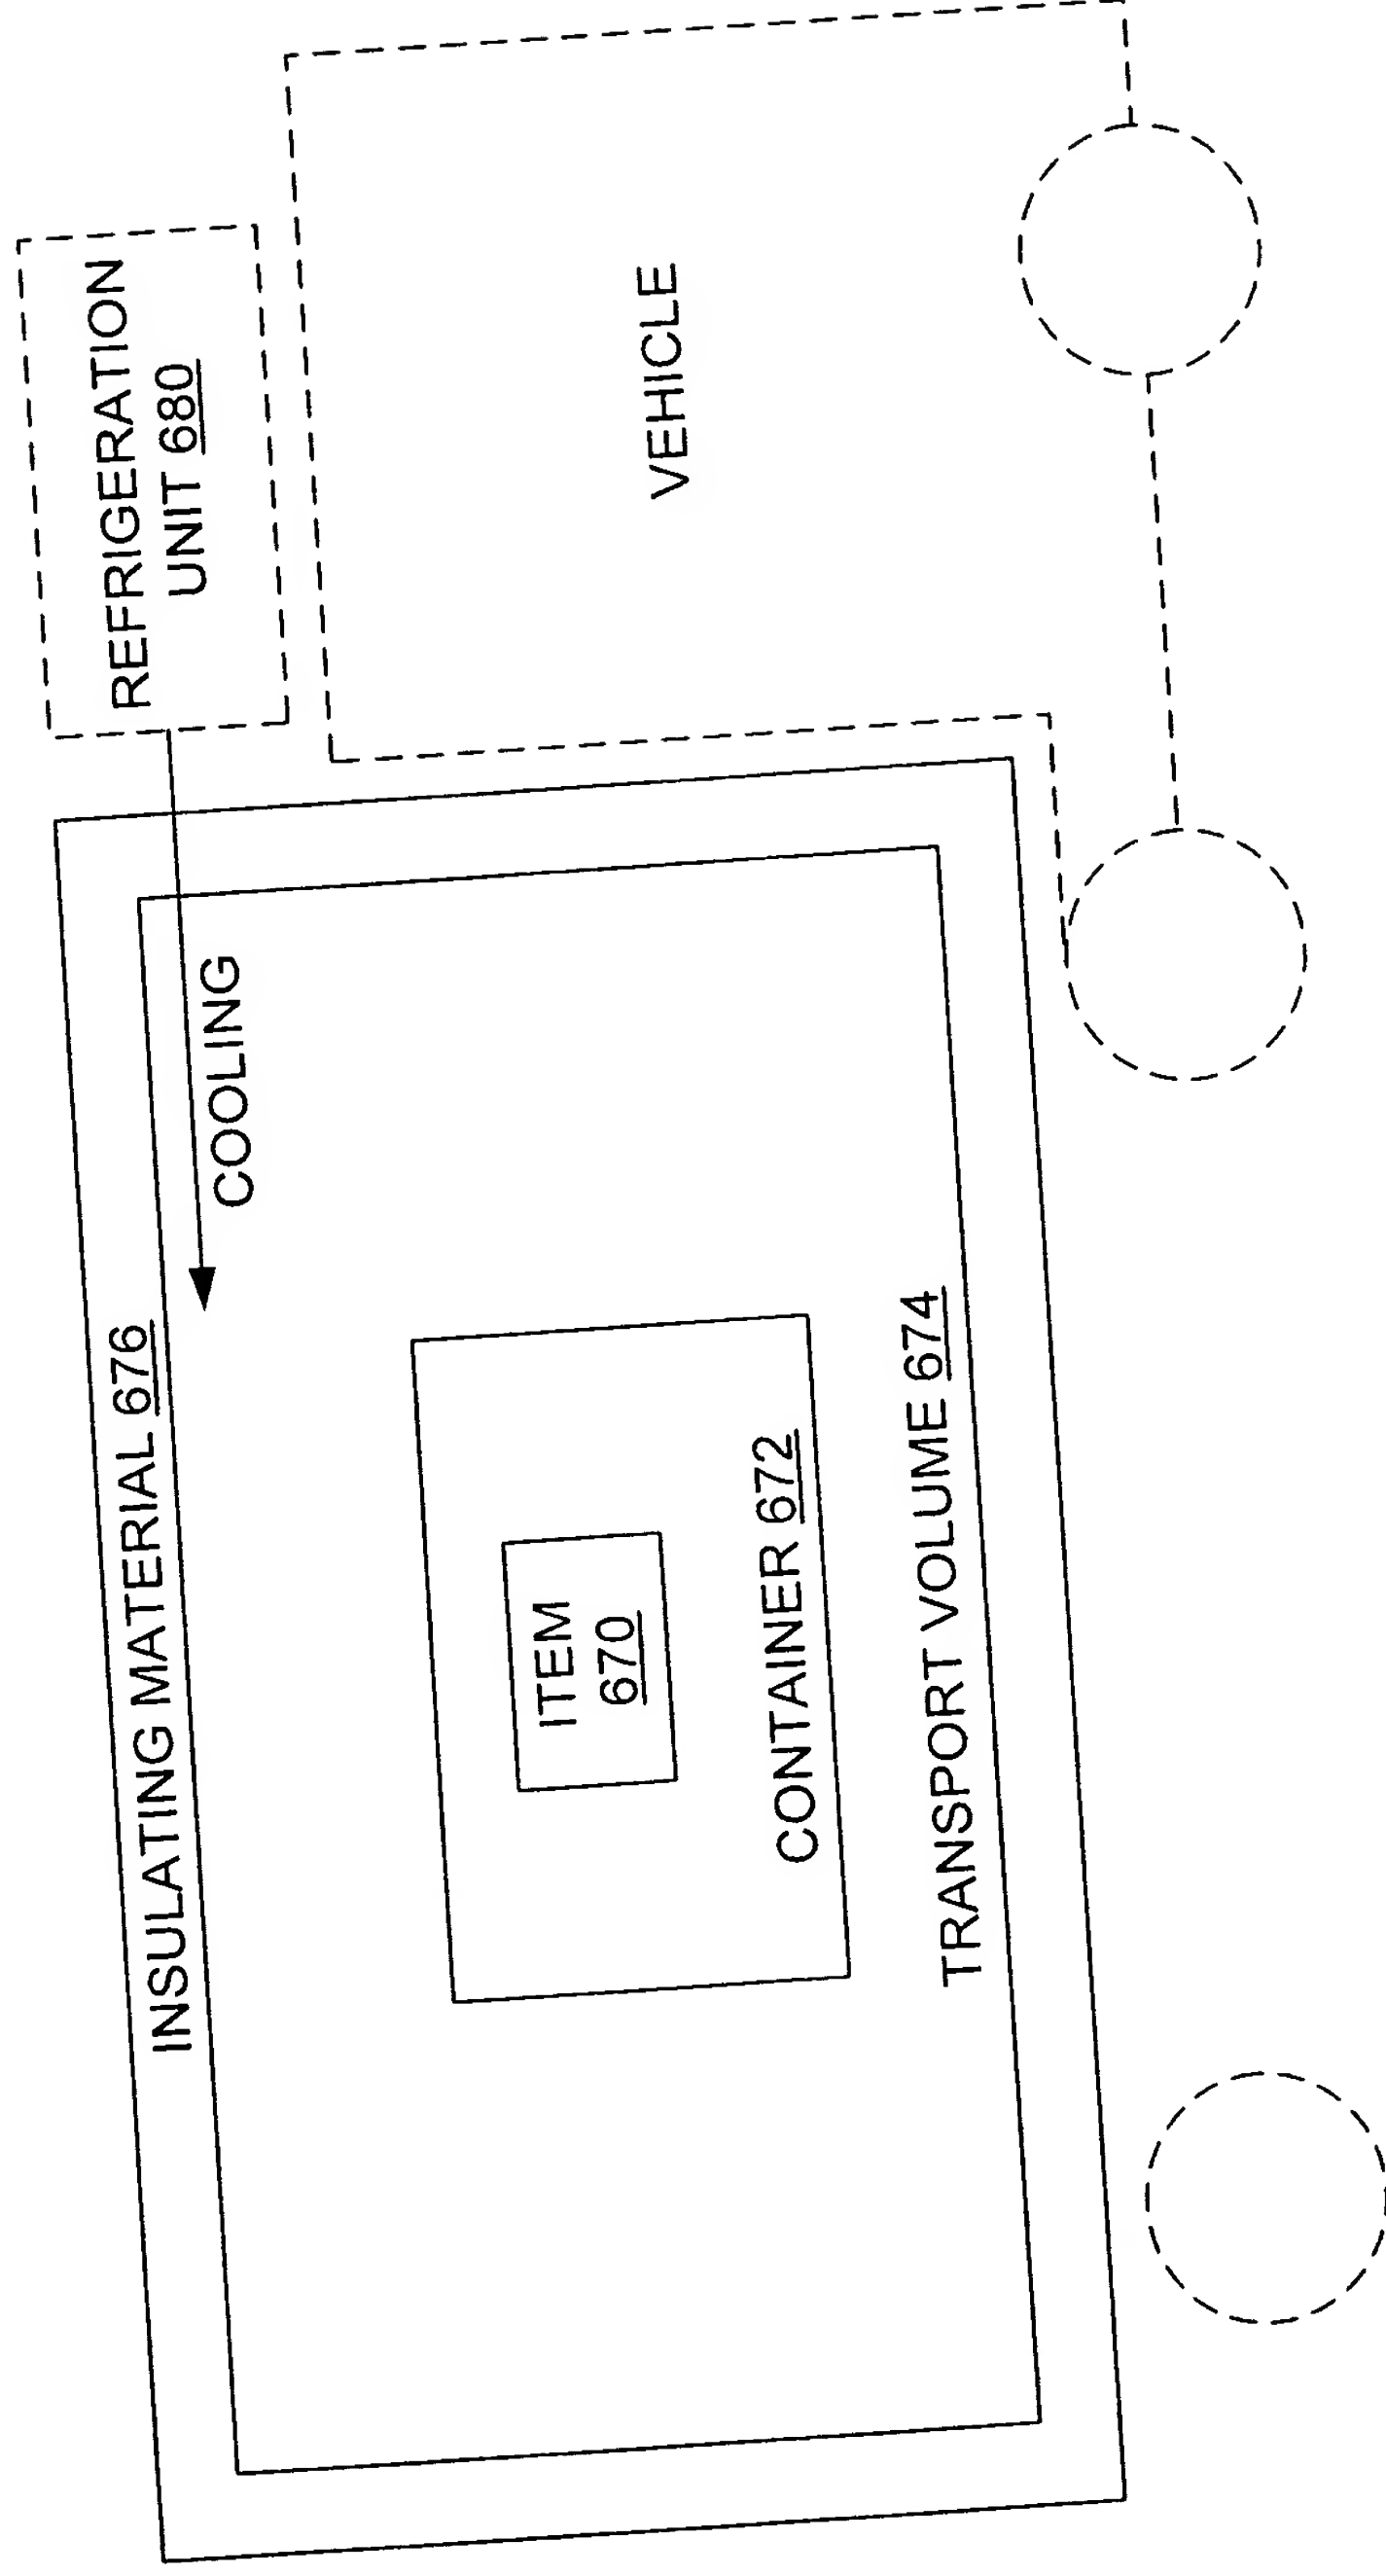 INSULATING MATERIAL 676
REFRIGERATION
UNIT 680
COOLING
ITEM
670
CONTAINER 672
TRANSPORT VOLUME 674
VEHICLE